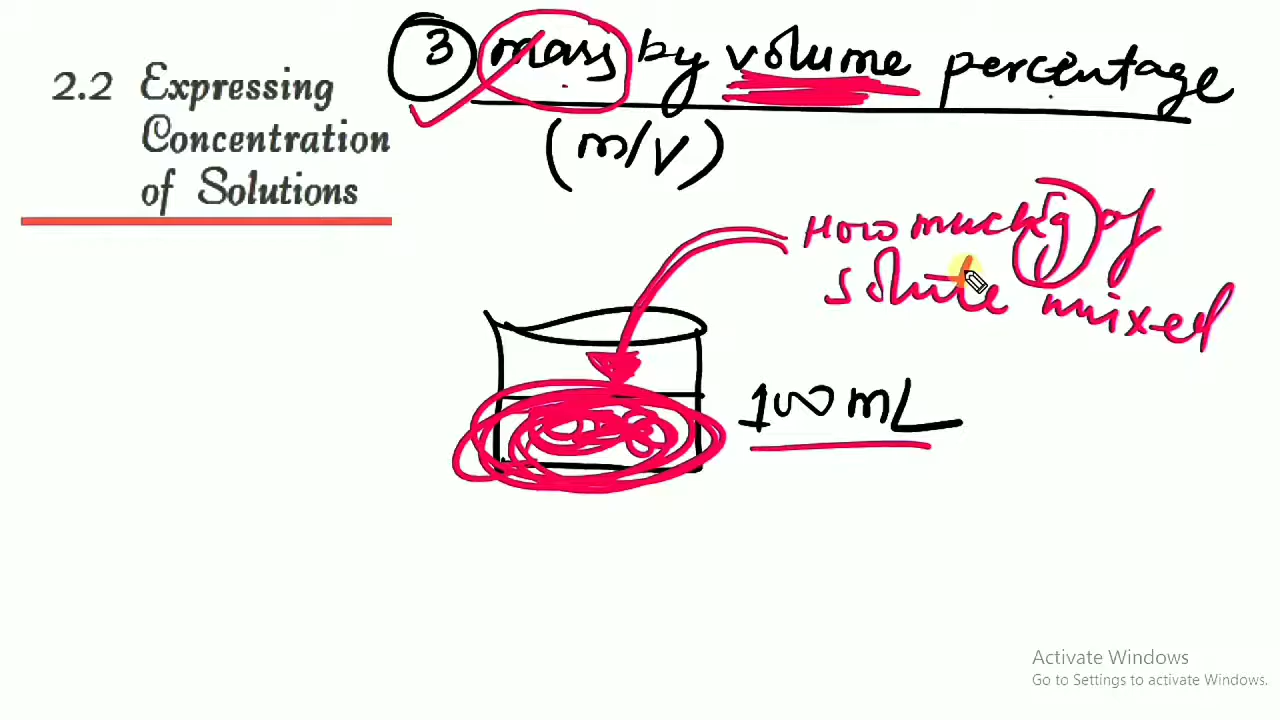 2.2 Expressing
Concentration
of Solutions
3 mass by volume percentage
(m/V)
How much g of
solute mixed
100 mL
Activate Windows
Go to Settings to activate Windows.